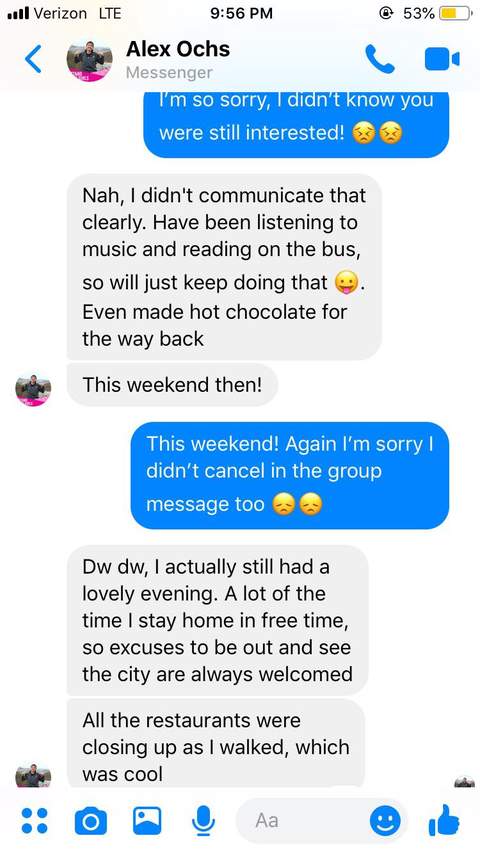 Verizon LTE 9:56 PM 53%
Alex Ochs
Messenger
I'm so sorry, I didn't know you
were still interested! 😣😣
Nah, I didn't communicate that
clearly. Have been listening to
music and reading on the bus,
so will just keep doing that 😛.
Even made hot chocolate for
the way back
This weekend then!
This weekend! Again I'm sorry I
didn't cancel in the group
message too 😞😞
Dw dw, I actually still had a
lovely evening. A lot of the
time I stay home in free time,
so excuses to be out and see
the city are always welcomed
All the restaurants were
closing up as I walked, which
was cool
Aa